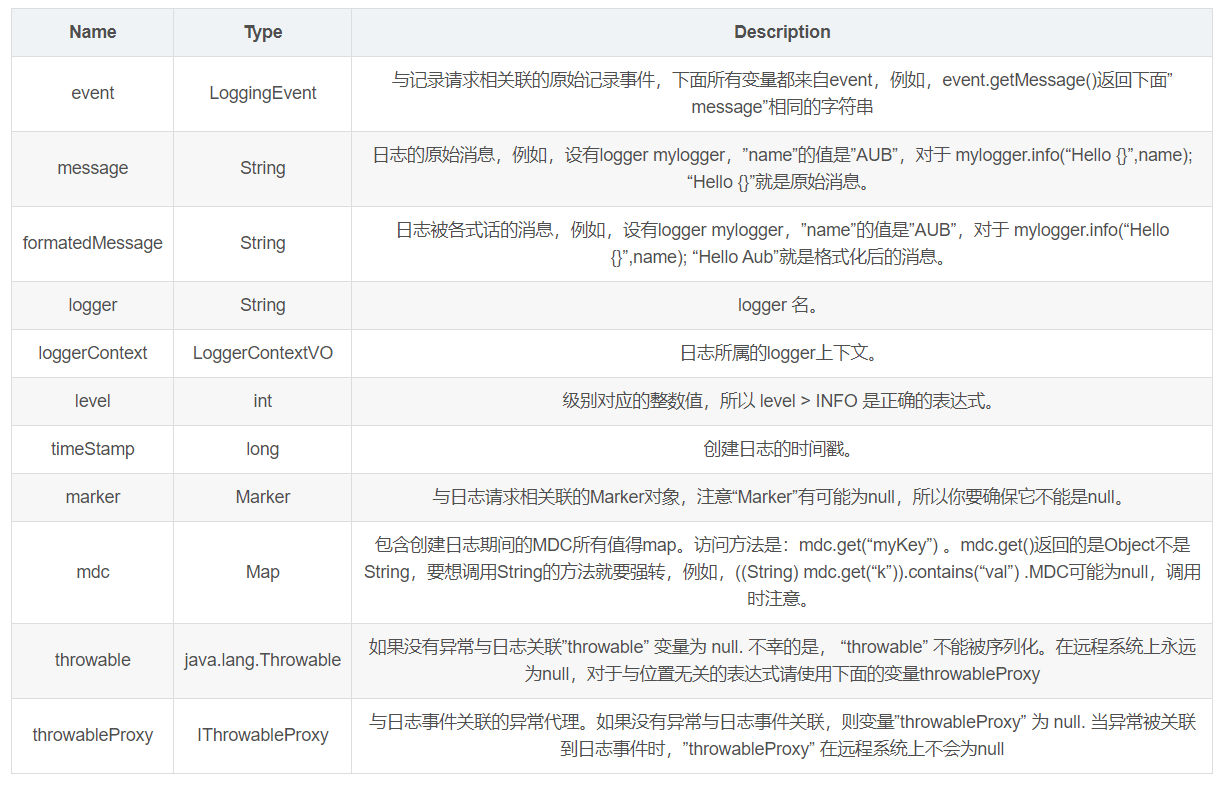 Name Type Description
与记录请求相关联的原始记录事件，下面所有变量都来自event，例如，event.getMessage()返回下面”
event LoggingEvent
message”相同的字符串
日志的原始消息，例如，设有logger mylogger，”name”的值是”AUB”，对于 mylogger.info(“Hello {}”,name);
message String
“Hello {}”就是原始消息。
日志被各式话的消息，例如，设有logger mylogger，”name”的值是”AUB”，对于 mylogger.info(“Hello
formatedMessage String
{}”,name); “Hello Aub”就是格式化后的消息。
logger String logger 名。
loggerContext LoggerContextVO 日志所属的logger上下文。
level int 级别对应的整数值，所以 level > INFO 是正确的表达式。
timeStamp long 创建日志的时间戳。
marker Marker 与日志请求相关联的Marker对象，注意“Marker”有可能为null，所以你要确保它不能是null。
包含创建日志期间的MDC所有值得map。访问方法是：mdc.get(“myKey”) 。mdc.get()返回的是Object不是
mdc Map String，要想调用String的方法就要强转，例如，((String) mdc.get(“k”)).contains(“val”) .MDC可能为null，调用
时注意。
如果没有异常与日志关联”throwable” 变量为 null. 不幸的是， “throwable” 不能被序列化。在远程系统上永远
throwable java.lang.Throwable
为null，对于与位置无关的表达式请使用下面的变量throwableProxy
与日志事件关联的异常代理。如果没有异常与日志事件关联，则变量”throwableProxy” 为 null. 当异常被关联
throwableProxy IThrowableProxy
到日志事件时，”throwableProxy” 在远程系统上不会为null